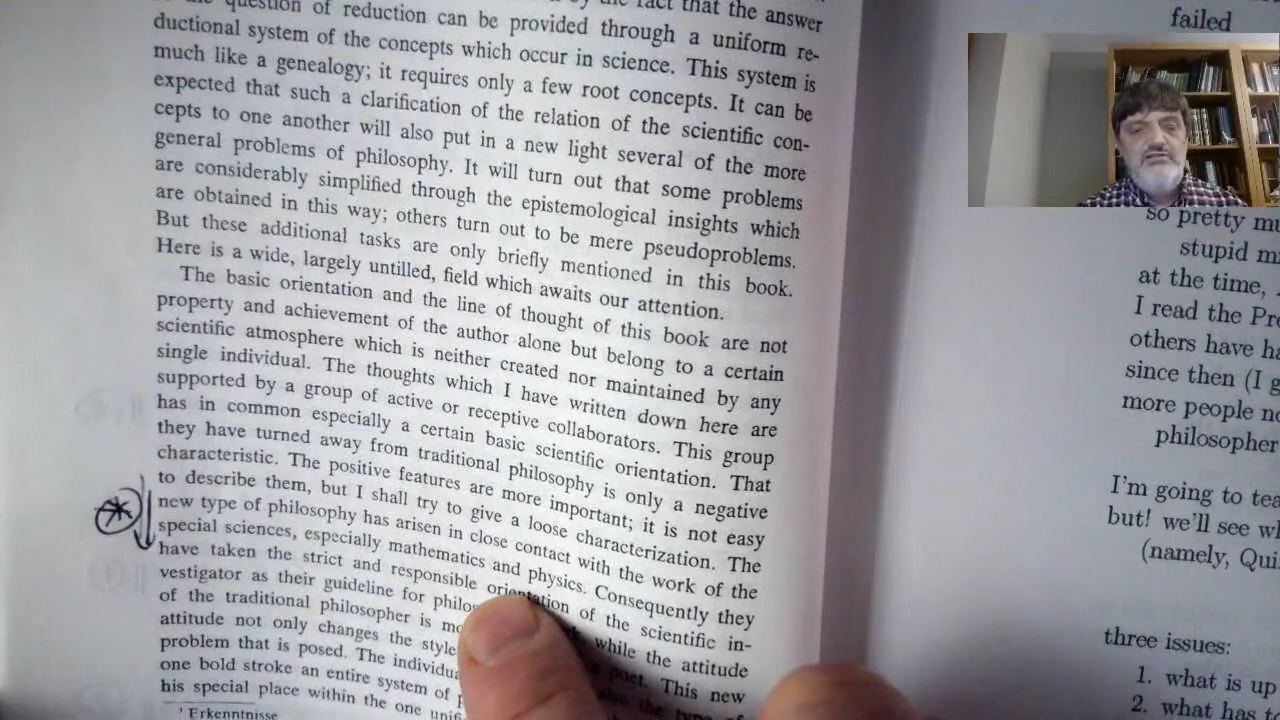 question of reduction can be provided through a uniform re-
fact that the answer
ductional system of the concepts which occur in science. This system is
much like a genealogy; it requires only a few root concepts. It can be
expected that such a clarification of the relation of the scientific con-
cepts to one another will also put in a new light several of the more
general problems of philosophy. It will turn out that some problems
are considerably simplified through the epistemological insights which
are obtained in this way; others turn out to be mere pseudoproblems.
But these additional tasks are only briefly mentioned in this book.
Here is a wide, largely untilled, field which awaits our attention.
The basic orientation and the line of thought of this book are not
property and achievement of the author alone but belong to a certain
scientific atmosphere which is neither created nor maintained by any
single individual. The thoughts which I have written down here are
supported by a group of active or receptive collaborators. This group
has in common especially a certain basic scientific orientation. That
they have turned away from traditional philosophy is only a negative
characteristic. The positive features are more important; it is not easy
to describe them, but I shall try to give a loose characterization. The
new type of philosophy has arisen in close contact with the work of the
special sciences, especially mathematics and physics. Consequently they
have taken the strict and responsible orientation of the scientific in-
vestigator as their guideline for philos while the attitude
of the traditional philosopher is mo poet. This new
attitude not only changes the style
problem that is posed. The individua
one bold stroke an entire system of
his special place within the one unif
Erkenntnisse
failed
so pretty mu
stupid
at the time,
I read the Pr
others have ha
since then (I g
more people no
philosopher
I'm going to tea
but! we'll see wh
(namely, Qui
three issues:
1. what is up
2. what has to